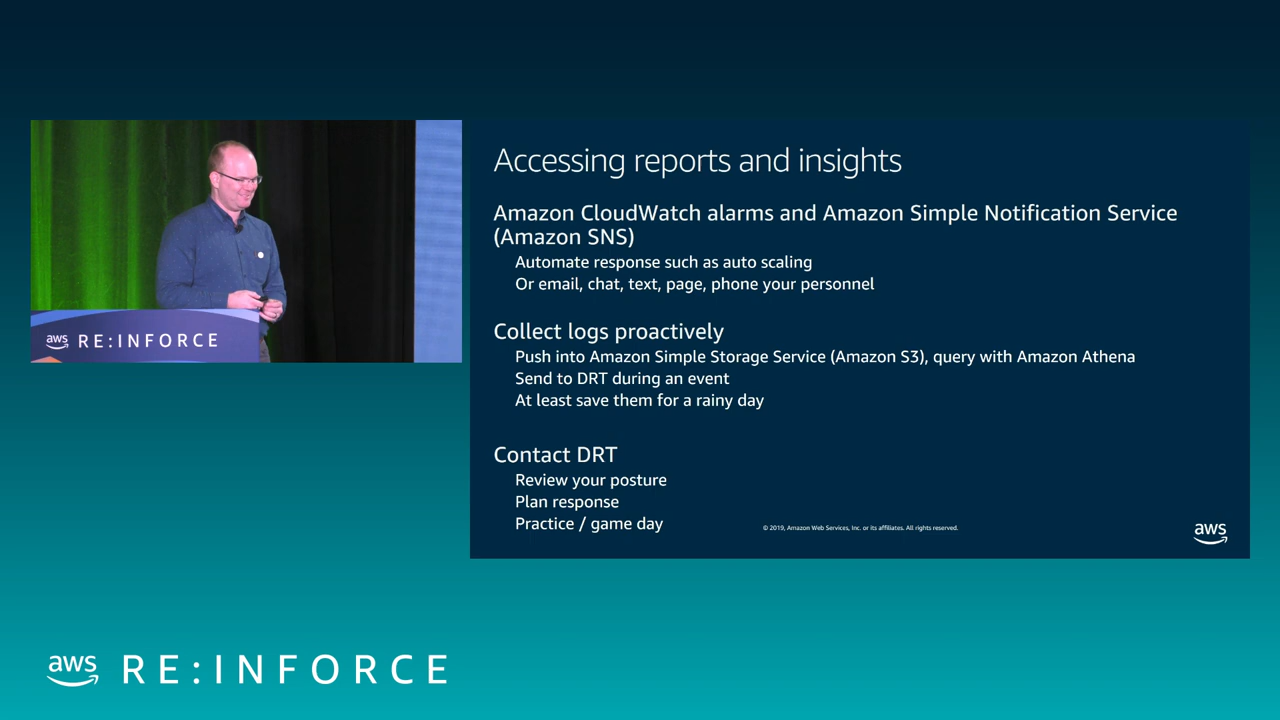 aws RE:INFORCE
Accessing reports and insights
Amazon CloudWatch alarms and Amazon Simple Notification Service
(Amazon SNS)
Automate response such as auto scaling
Or email, chat, text, page, phone your personnel
Collect logs proactively
Push into Amazon Simple Storage Service (Amazon S3), query with Amazon Athena
Send to DRT during an event
At least save them for a rainy day
Contact DRT
Review your posture
Plan response
Practice / game day
© 2019, Amazon Web Services, Inc. or its affiliates. All rights reserved.
aws
aws RE:INFORCE